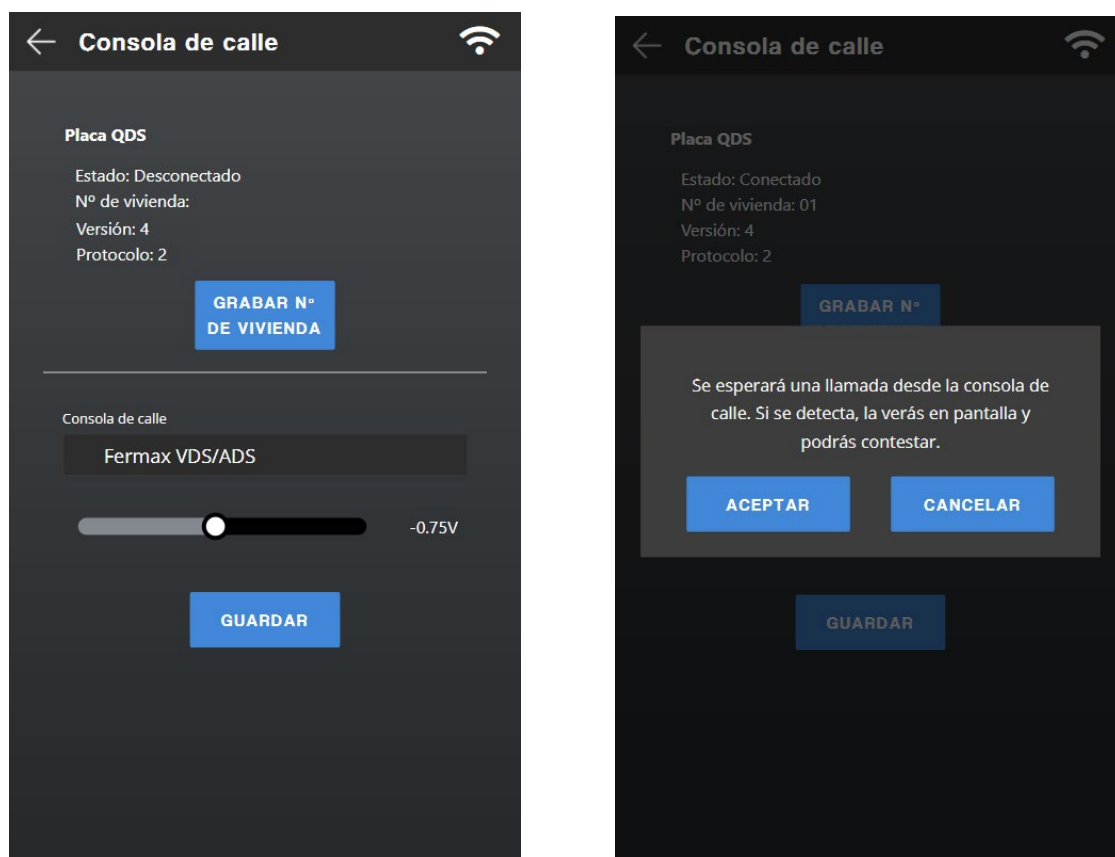 Consola de calle
Placa QDS
Estado: Desconectado
Nº de vivienda:
Versión: 4
Protocolo: 2
GRABAR Nº
DE VIVIENDA
Consola de calle
Fermax VDS/ADS
-0.75V
GUARDAR
Consola de calle
Placa QDS
Estado: Conectado
Nº de vivienda: 01
Versión: 4
Protocolo: 2
GRABAR Nº
Se esperará una llamada desde la consola de
calle. Si se detecta, la verás en pantalla y
podrás contestar.
ACEPTAR
CANCELAR
GUARDAR